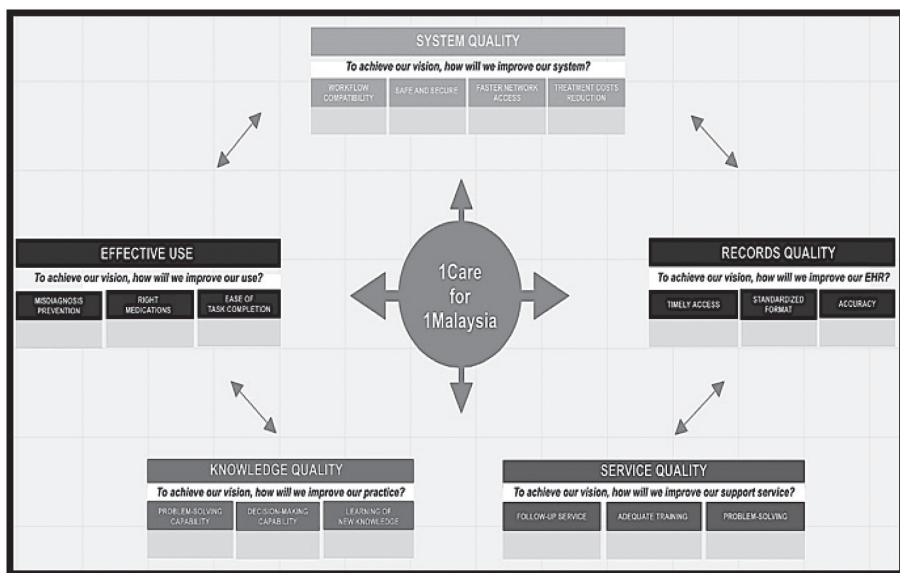 SYSTEM QUALITY
To achieve our vision, how will we improve our system?
WORKFLOW
COMPATIBILITY
SAFE AND SECURE
FASTER NETWORK
ACCESS
TREATMENT COSTS
REDUCTION
EFFECTIVE USE
To achieve our vision, how will we improve our use?
MISDIAGNOSIS
PREVENTION
RIGHT
MEDICATIONS
EASE OF
TASK COMPLETION
1Care
for
1Malaysia
RECORDS QUALITY
To achieve our vision, how will we improve our EHR?
TIMELY ACCESS
STANDARDIZED
FORMAT
ACCURACY
KNOWLEDGE QUALITY
To achieve our vision, how will we improve our practice?
PROBLEM-SOLVING
CAPABILITY
DECISION-MAKING
CAPABILITY
LEARNING OF
NEW KNOWLEDGE
SERVICE QUALITY
To achieve our vision, how will we improve our support service?
FOLLOW-UP SERVICE
ADEQUATE TRAINING
PROBLEM-SOLVING